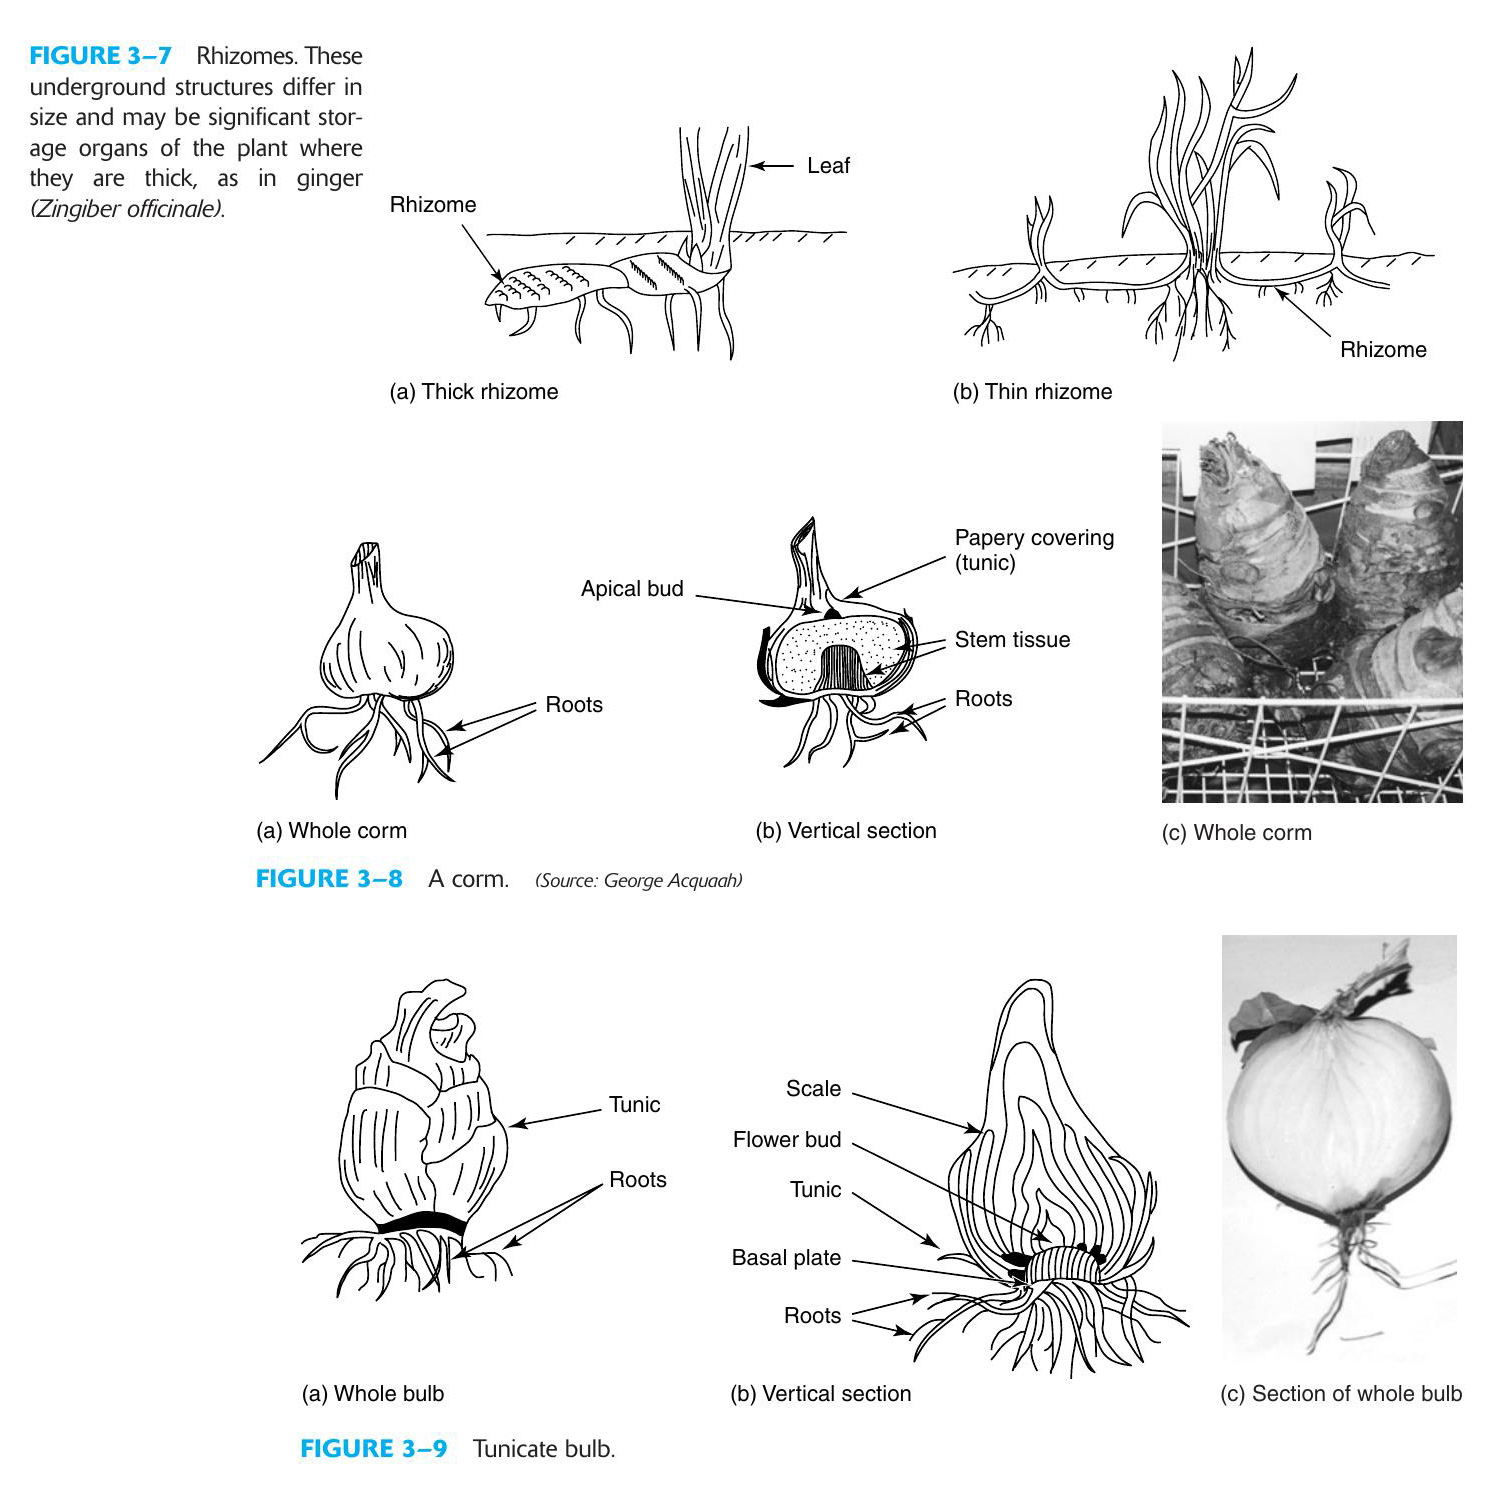 FIGURE 3–7 Rhizomes. These
underground structures differ in
size and may be significant stor-
age organs of the plant where
they are thick, as in ginger
(Zingiber officinale).
Leaf
Rhizome
Rhizome
(a) Thick rhizome
(b) Thin rhizome
Papery covering
(tunic)
Apical bud
Stem tissue
Roots
Roots
(a) Whole corm
(b) Vertical section
(c) Whole corm
FIGURE 3–8 A corm. (Source: George Acquaah)
Tunic
Roots
Scale
Flower bud
Tunic
Basal plate
Roots
(a) Whole bulb
(b) Vertical section
(c) Section of whole bulb
FIGURE 3–9 Tunicate bulb.